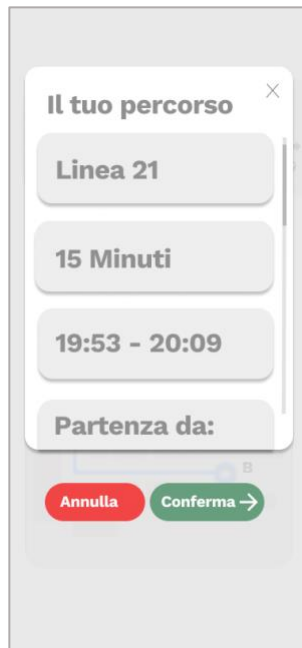 Il tuo percorso
Linea 21
15 Minuti
19:53 - 20:09
Partenza da:
B
Annulla
Conferma